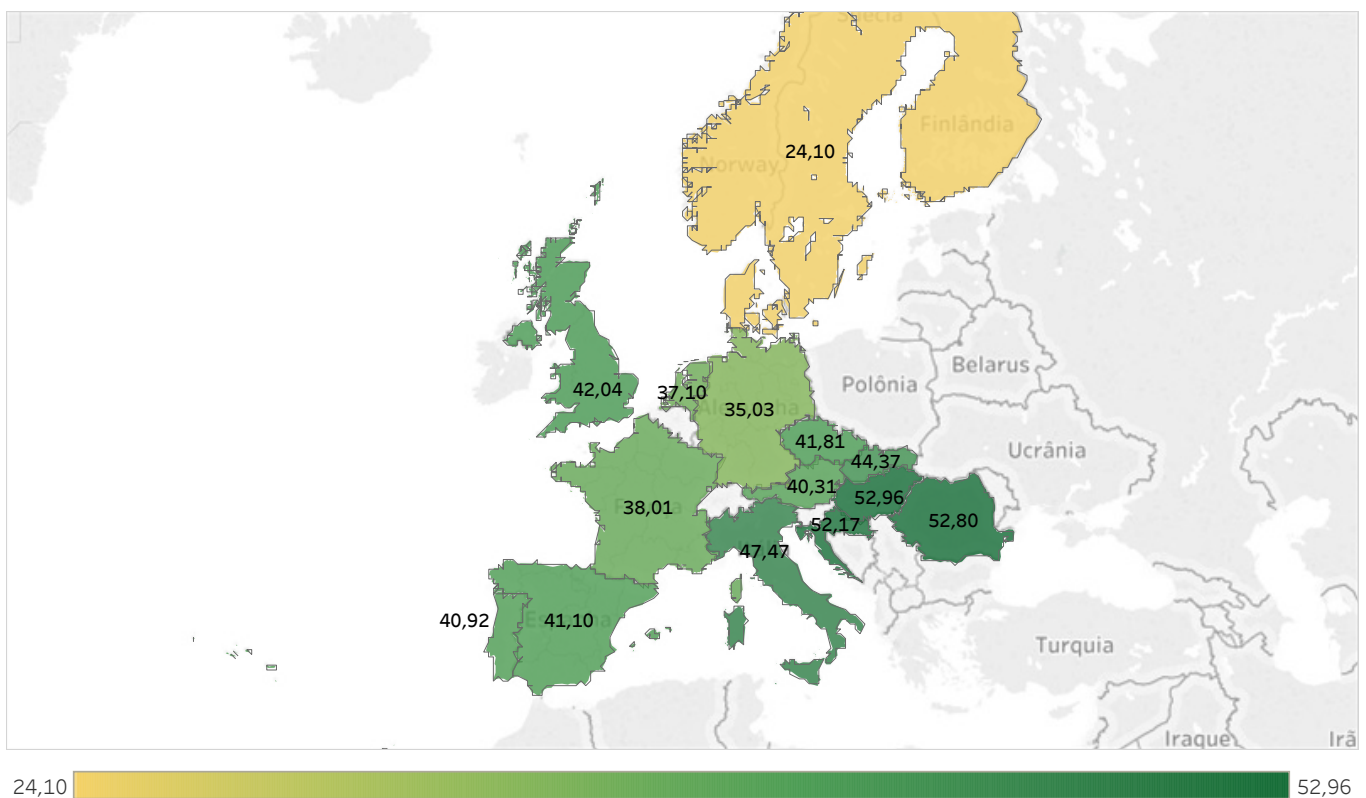 Suécia
Finlândia
Norway
24,10
Belarus
Polônia
42,04
37,10
Alemanha
35,03
41,81
Ucrânia
44,37
40,31
52,96
38,01
52,80
52,17
47,47
40,92
41,10
Turquia
Iraque
Irã
24,10
52,96